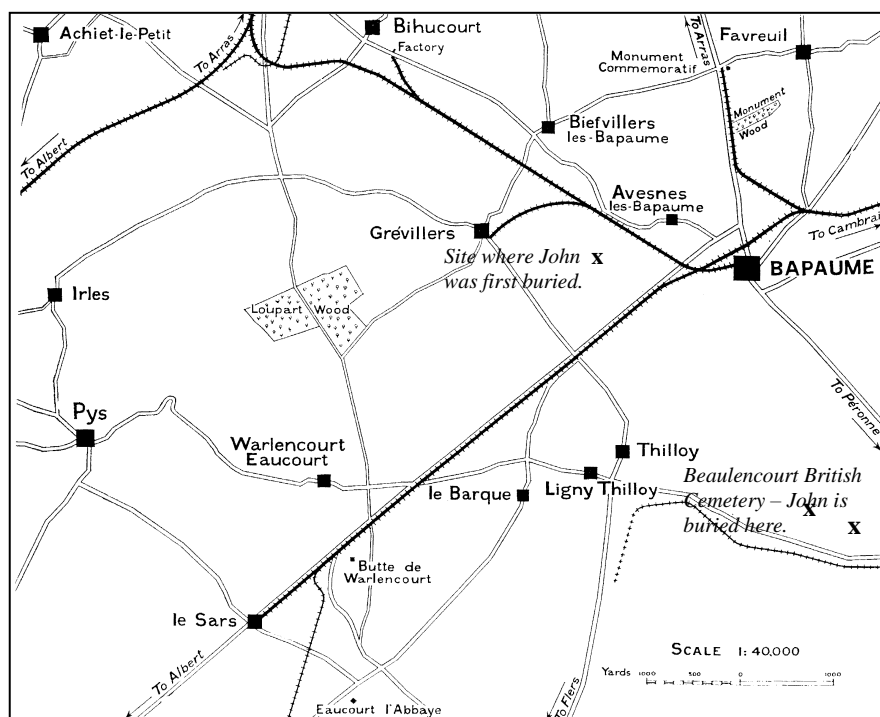 Achiet-le-Petit
To Arras
Bihucourt
Factory
To Arras
Favreuil
Monument
Commemoratif
Monument
Wood
To Albert
Biefvillers
les-Bapaume
Avesnes
les-Bapaume
To Cambrai
Grévillers
Site where John x
was first buried.
BAPAUME
Irles
Loupart Wood
To Péronne
Pys
Warlencourt
Eaucourt
Thilloy
le Barque
Ligny Thilloy
Beaulencourt British
Cemetery – John is
buried here.
x
x
Butte de
Warlencourt
le Sars
To Albert
Eaucourt l'Abbaye
To Flers
SCALE 1:40,000
Yards 1000 500 0 1000